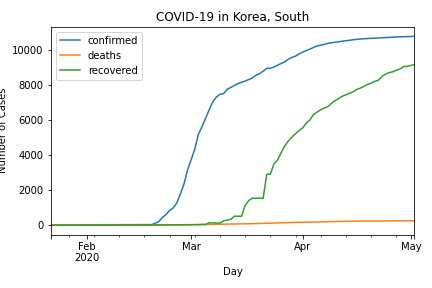 COVID-19 in Korea, South
confirmed
deaths
recovered
10000
8000
6000
4000
2000
0
Number of Cases
Feb
2020
Mar
Apr
May
Day